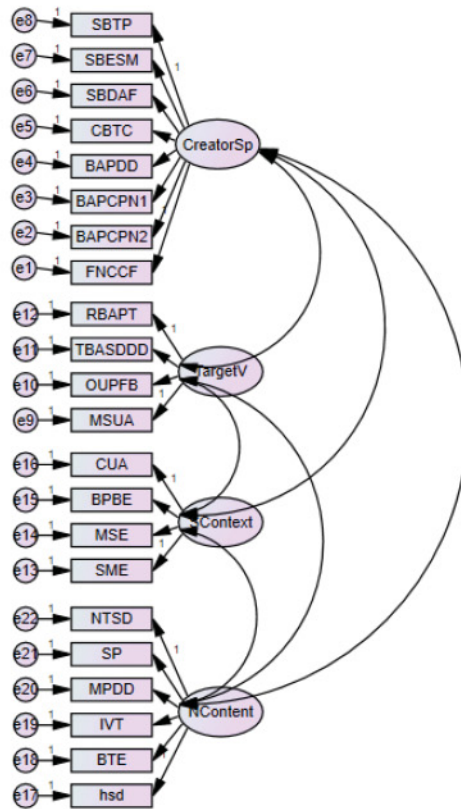 e8 1 SBTP
1
e7 1 SBESM
e6 1 SBDAF
e5 1 CBTC
CreatorSp
e4 1 BAPDD
e3 1 BAPCPN1
1
e2 1 BAPCPN2
e1 1 FNCCF
e12 1 RBAPT
1
e11 1 TBASDDD
TargetV
e10 1 OUPFB
1
e9 1 MSUA
e16 1 CUA
1
e15 1 BPBE
SContext
e14 1 MSE
1
e13 1 SME
e22 1 NTSD
1
e21 1 SP
e20 1 MPDD
NContent
e19 1 IVT
e18 1 BTE
e17 1 hsd